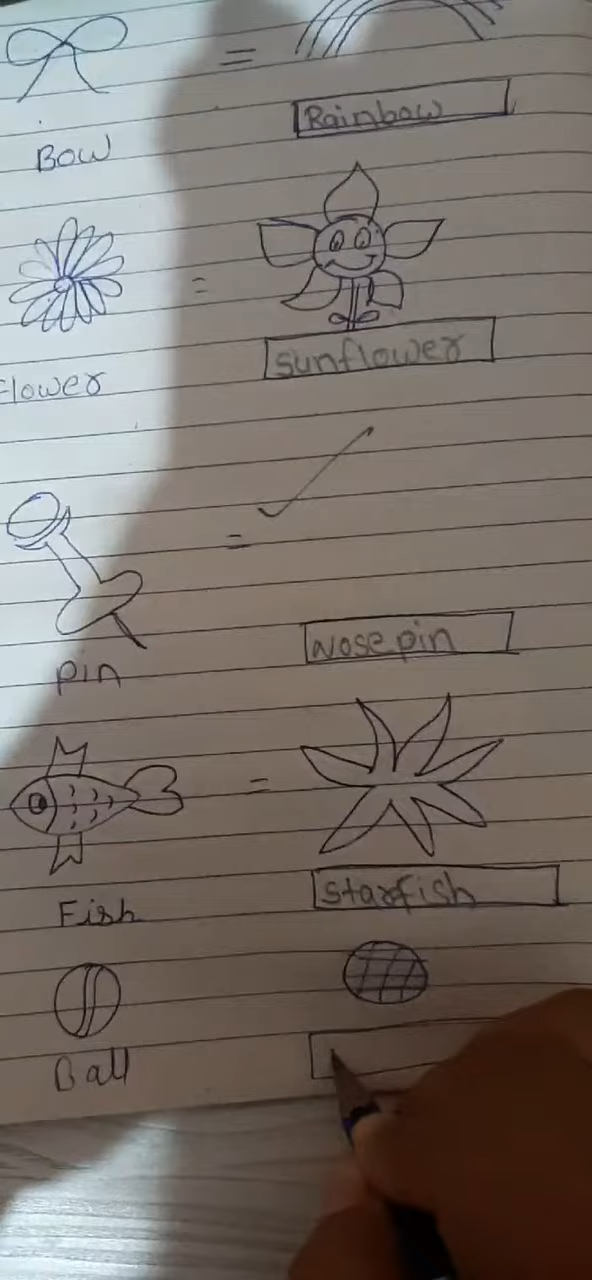 =
Rainbow
Bow
=
sunflower
Flower
=
Nosepin
pin
=
starfish
Fish
Ball